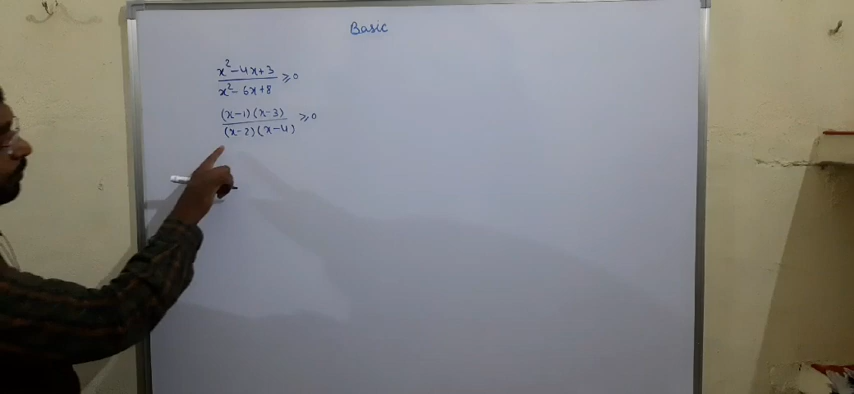 Basic
x²-4x+3
x²-6x+8 ≥0
(x-1)(x-3)
(x-2)(x-4) ≥0